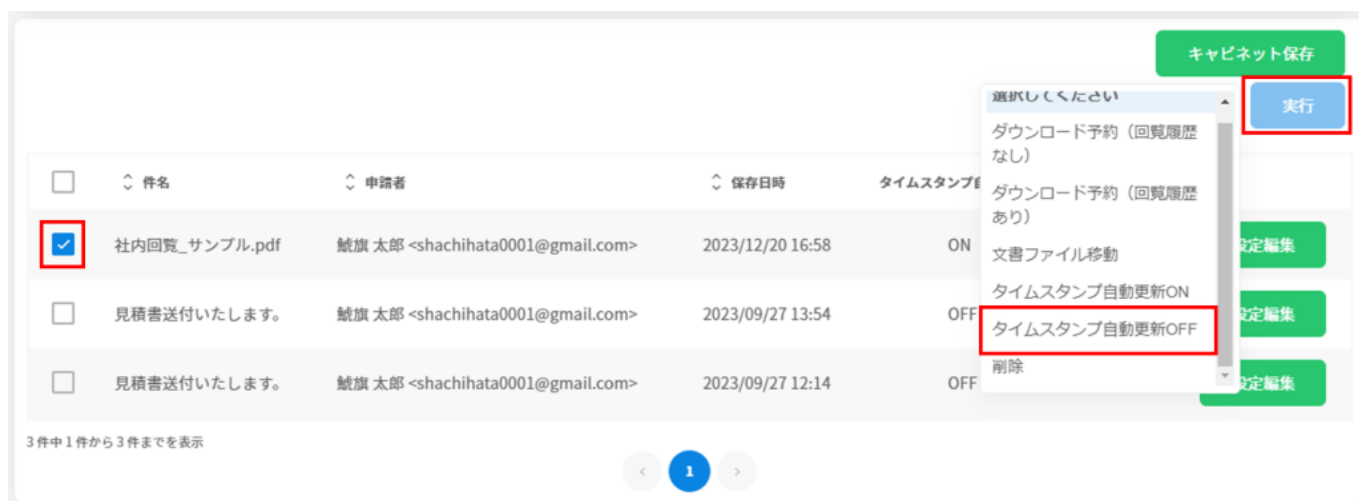 キャビネット保存
選択してください
実行
ダウンロード予約（回覧履歴
なし）
ダウンロード予約（回覧履歴
あり）
文書ファイル移動
タイムスタンプ自動更新ON
タイムスタンプ自動更新OFF
削除
件名 申請者 保存日時 タイムスタンプ
社内回覧_サンプル.pdf 鯱旗 太郎 <shachihata0001@gmail.com> 2023/12/20 16:58 ON 設定編集
見積書送付いたします。 鯱旗 太郎 <shachihata0001@gmail.com> 2023/09/27 13:54 OFF 設定編集
見積書送付いたします。 鯱旗 太郎 <shachihata0001@gmail.com> 2023/09/27 12:14 OFF 設定編集
3件中1件から3件までを表示
< 1 >